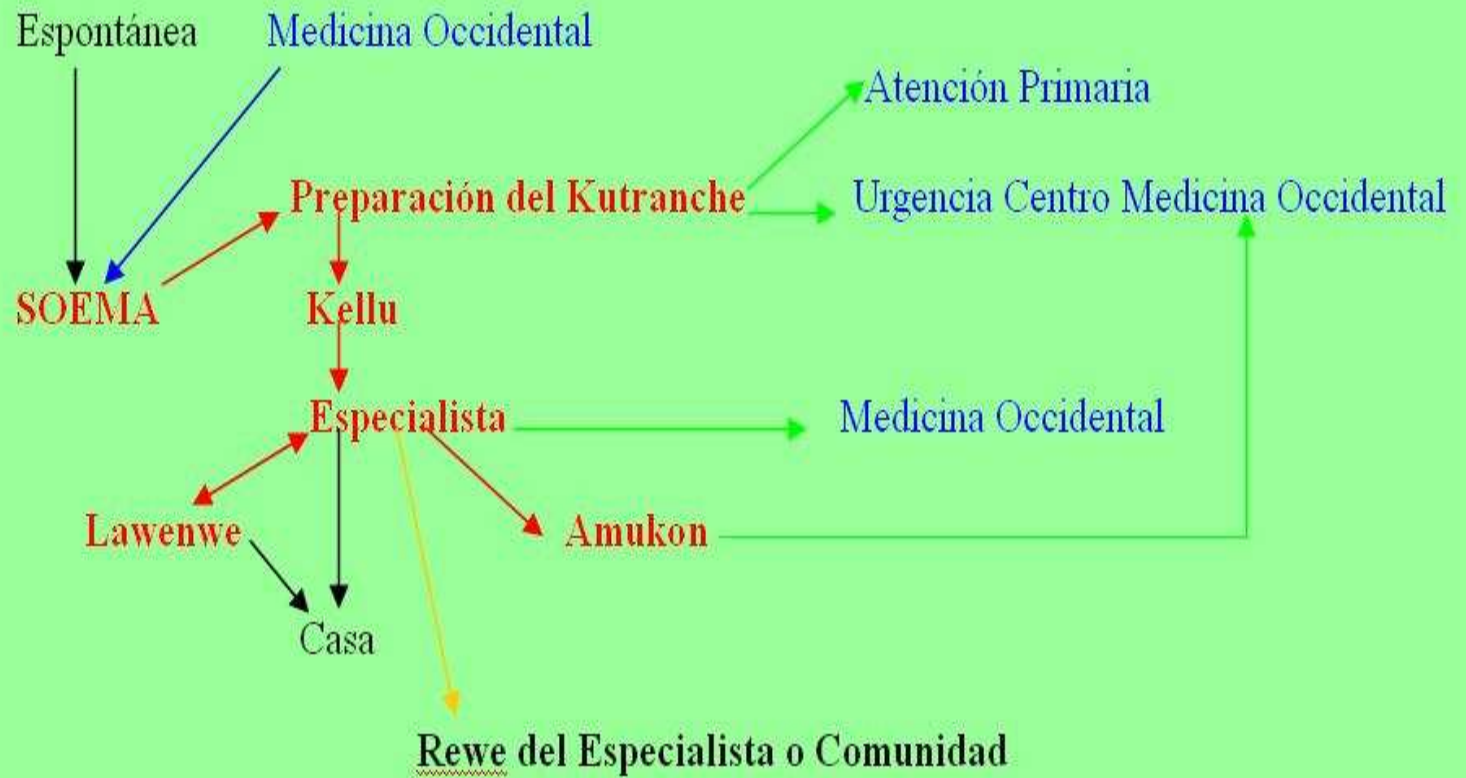 Espontánea
Medicina Occidental
Atención Primaria
Preparación del Kutranche
Urgencia Centro Medicina Occidental
SOEMA
Kellu
Especialista
Medicina Occidental
Lawenwe
Amukon
Casa
Rewe del Especialista o Comunidad